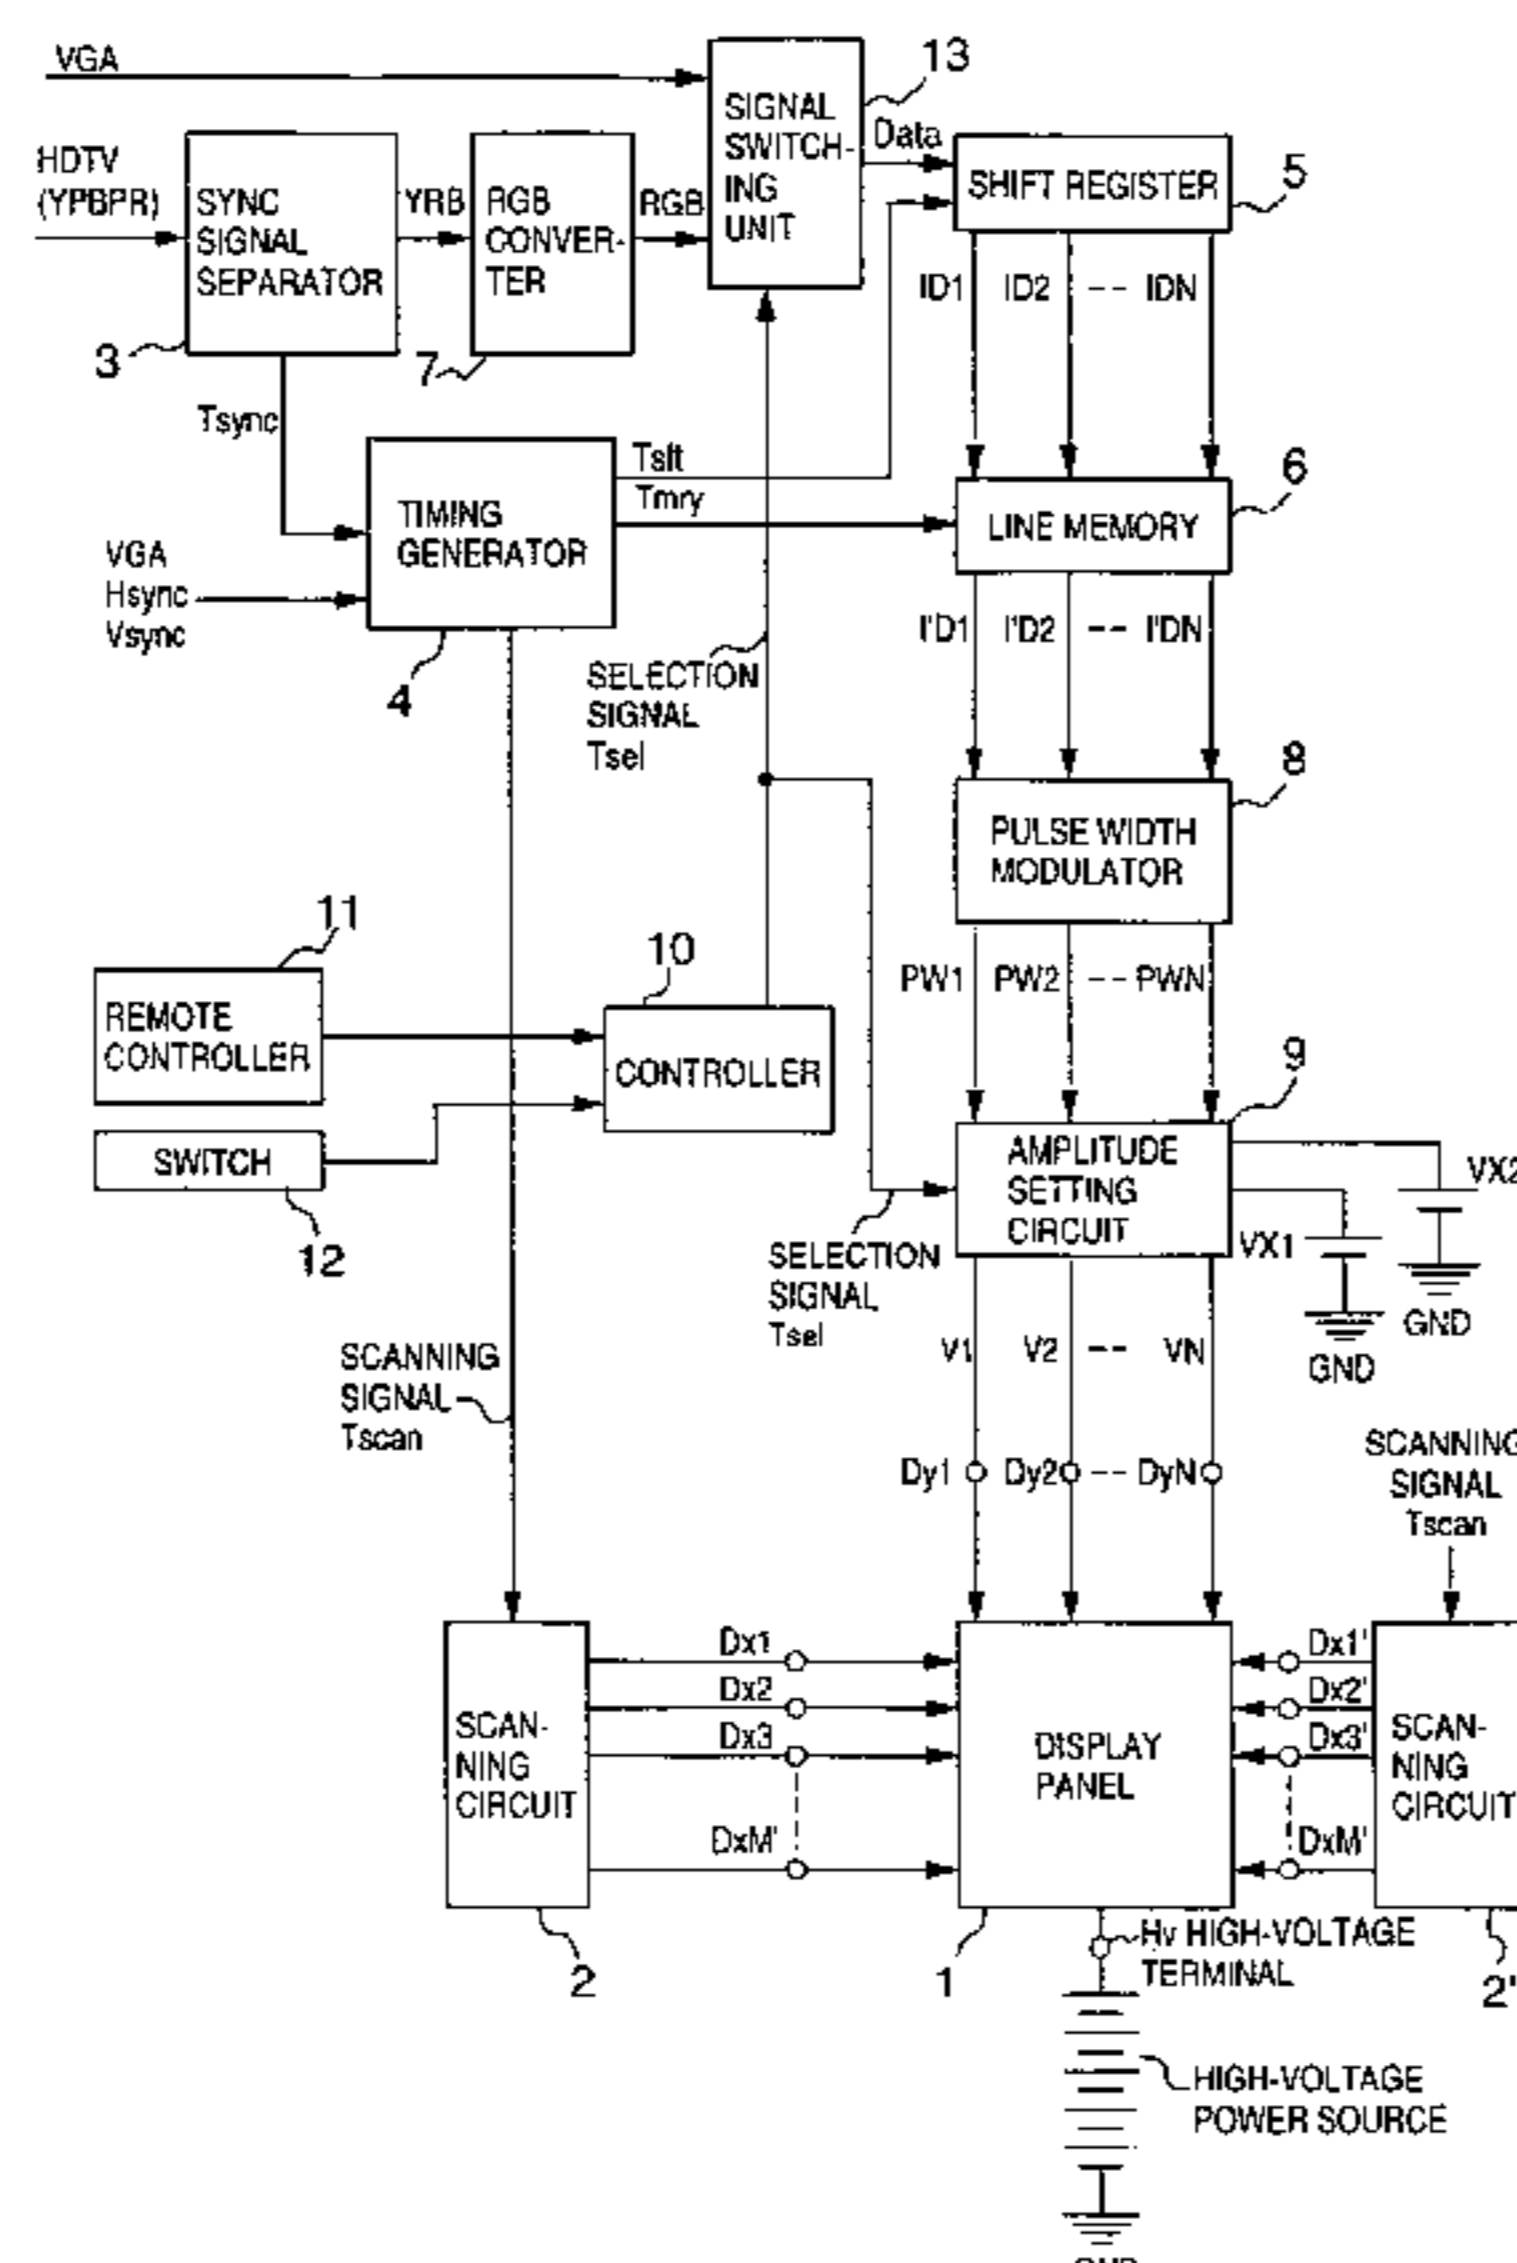 VGA
13
SIGNAL
SWITCH-
ING
UNIT
Data
HDTV
(YPBPR)
SYNC
SIGNAL
SEPARATOR
YRB
RGB
CONVER-
TER
RGB
SHIFT REGISTER
5
3
7
ID1 ID2 -- IDN
Tsync
Tsft
Tmry
TIMING
GENERATOR
6
LINE MEMORY
VGA
Hsync
Vsync
4
I'D1 I'D2 -- I'DN
SELECTION
SIGNAL
Tsel
8
PULSE WIDTH
MODULATOR
11
10
PW1 PW2 -- PWN
REMOTE
CONTROLLER
CONTROLLER
9
SWITCH
12
AMPLITUDE
SETTING
CIRCUIT
VX2
VX1
GND
GND
SELECTION
SIGNAL
Tsel
V1 V2 -- VN
SCANNING
SIGNAL
Tscan
Dy1 Dy2 -- DyN
SCANNING
SIGNAL
Tscan
SCAN-
NING
CIRCUIT
Dx1
Dx2
Dx3
DxM'
DISPLAY
PANEL
Dx1'
Dx2'
Dx3'
DxM'
SCAN-
NING
CIRCUIT
2
1
2'
Hv HIGH-VOLTAGE
TERMINAL
HIGH-VOLTAGE
POWER SOURCE